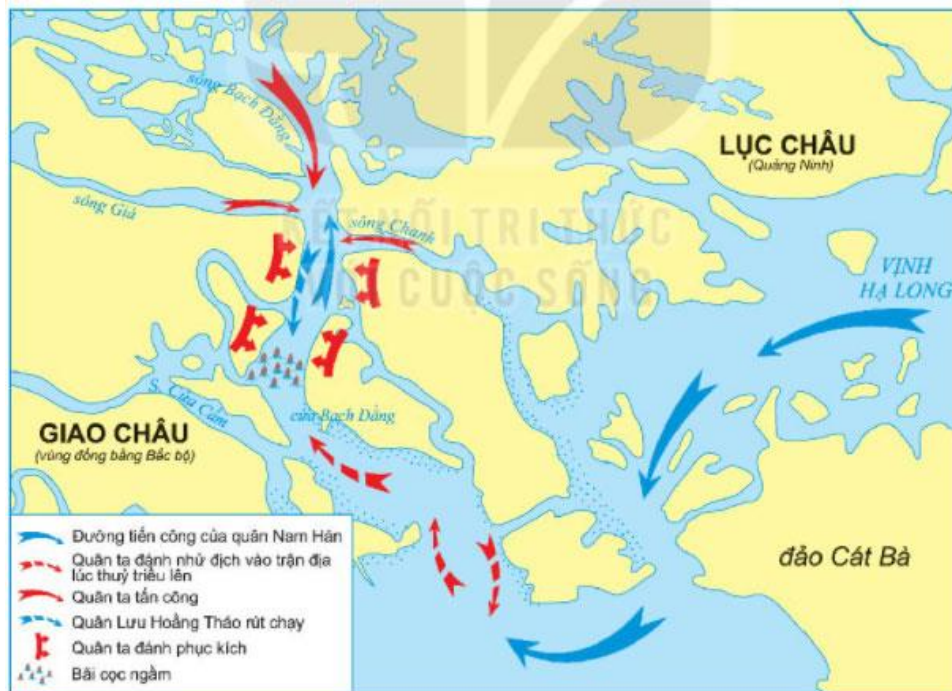 sông Bạch Đằng
LỤC CHÂU
(Quảng Ninh)
sông Giá
sông Chanh
KẾT NỐI TRI THỨC
VỚI CUỘC SỐNG
VỊNH
HẠ LONG
S. Cửa Cấm
cửa Bạch Đằng
GIAO CHÂU
(vùng đồng bằng Bắc bộ)
đảo Cát Bà
Đường tiến công của quân Nam Hán
Quân ta đánh nhử địch vào trận địa
lúc thuỷ triều lên
Quân ta tấn công
Quân Lưu Hoằng Tháo rút chạy
Quân ta đánh phục kích
Bãi cọc ngầm